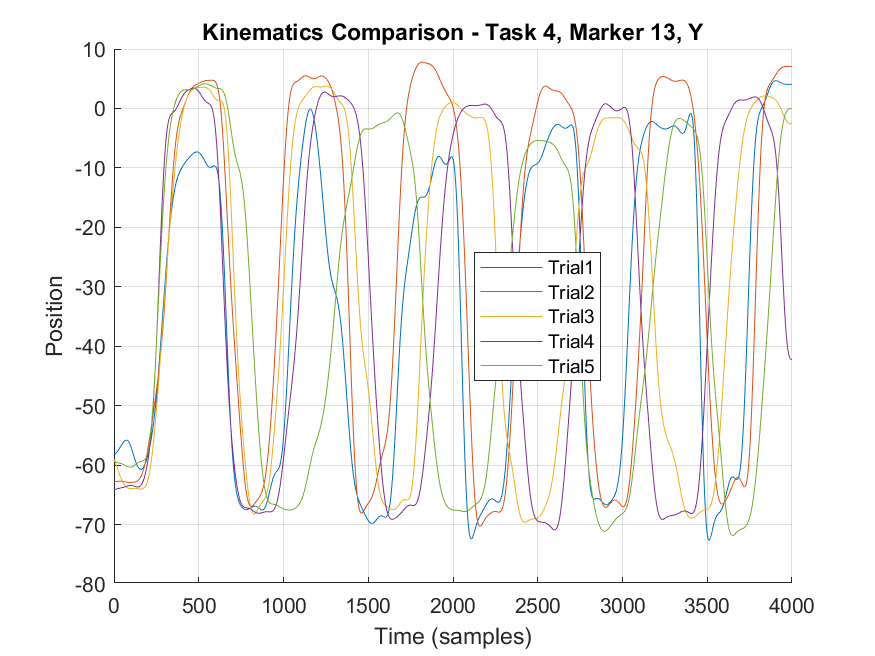 Kinematics Comparison - Task 4, Marker 13, Y
10
0
-10
-20
-30
-40
-50
-60
-70
-80
Position
Trial1
Trial2
Trial3
Trial4
Trial5
0 500 1000 1500 2000 2500 3000 3500 4000
Time (samples)